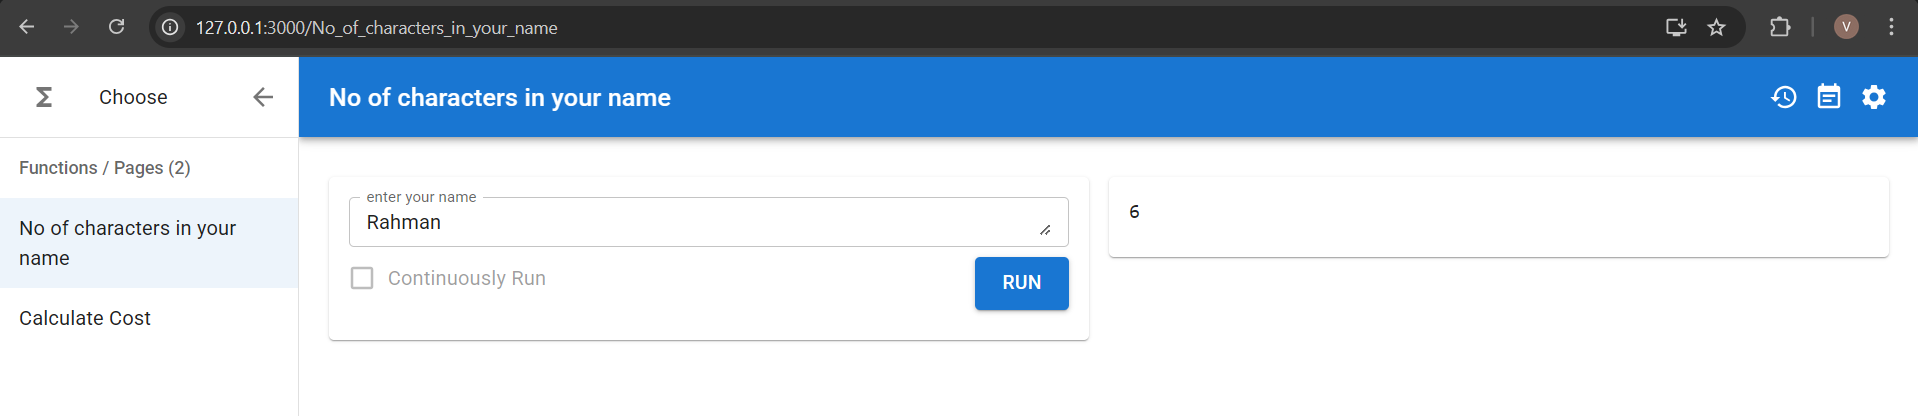 127.0.0.1:3000/No_of_characters_in_your_name
V
Choose
No of characters in your name
Functions / Pages (2)
No of characters in your
name
Calculate Cost
enter your name
Rahman
Continuously Run
RUN
6